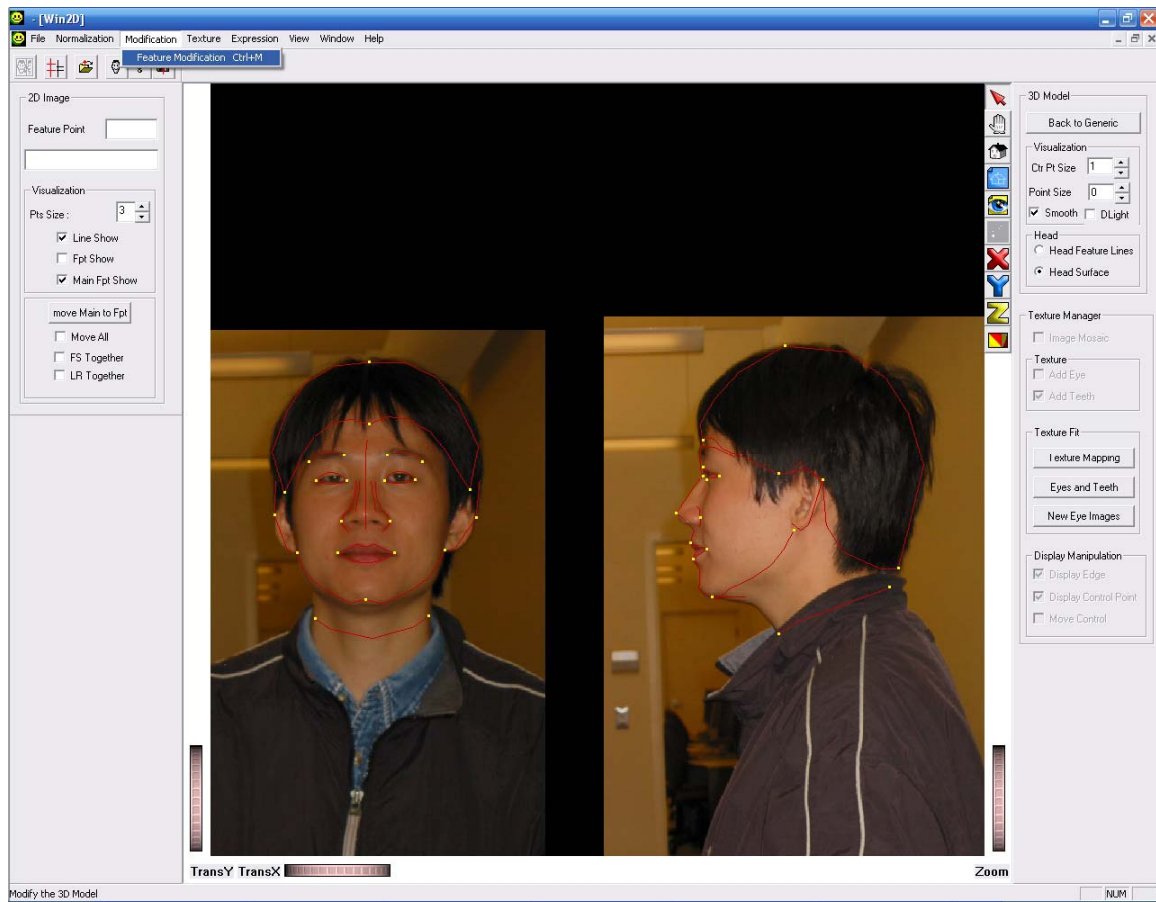 - [Win2D]
File Normalization Modification Texture Expression View Window Help
Feature Modification Ctrl+M
2D Image
Feature Point
Visualization
Pts Size : 3
Line Show
Fpt Show
Main Fpt Show
move Main to Fpt
Move All
FS Together
LR Together
X
Y
Z
3D Model
Back to Generic
Visualization
Ctr Pt Size 1
Point Size 0
Smooth DLight
Head
Head Feature Lines
Head Surface
Texture Manager
Image Mosaic
Texture
Add Eye
Add Teeth
Texture Fit
Texture Mapping
Eyes and Teeth
New Eye Images
Display Manipulation
Display Edge
Display Control Point
Move Control
TransY TransX Zoom
Modify the 3D Model NUM